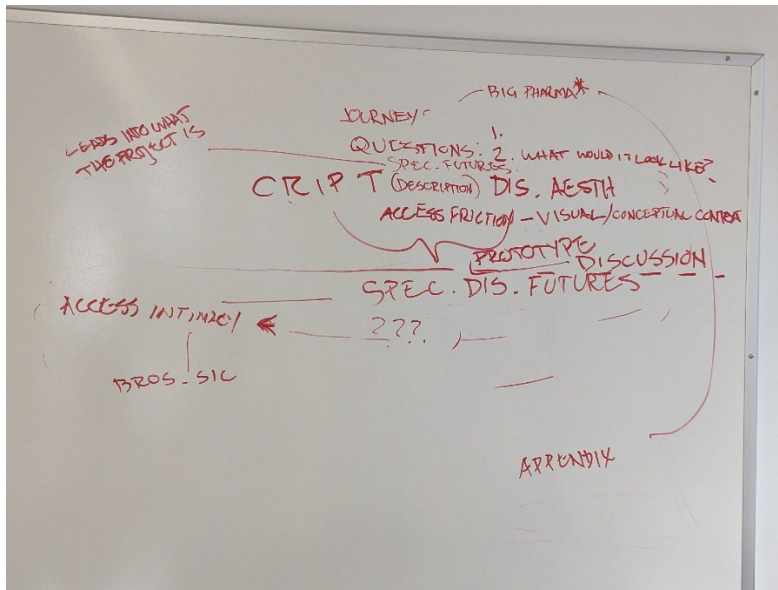 - BIG PHARMA*
JOURNEY-
LEADS INTO WHAT
THE PROJECT IS
QUESTIONS: 1.
2. WHAT WOULD IT LOOK LIKE?
SPEC. FUTURES.
CRIP T (DESCRIPTION) DIS. AESTH
ACCESS FRICTION - VISUAL/CONCEPTUAL
PROTOTYPE
DISCUSSION
SPEC. DIS. FUTURES
ACCESS INTIMACY
???
BROS. SIC
APPENDIX